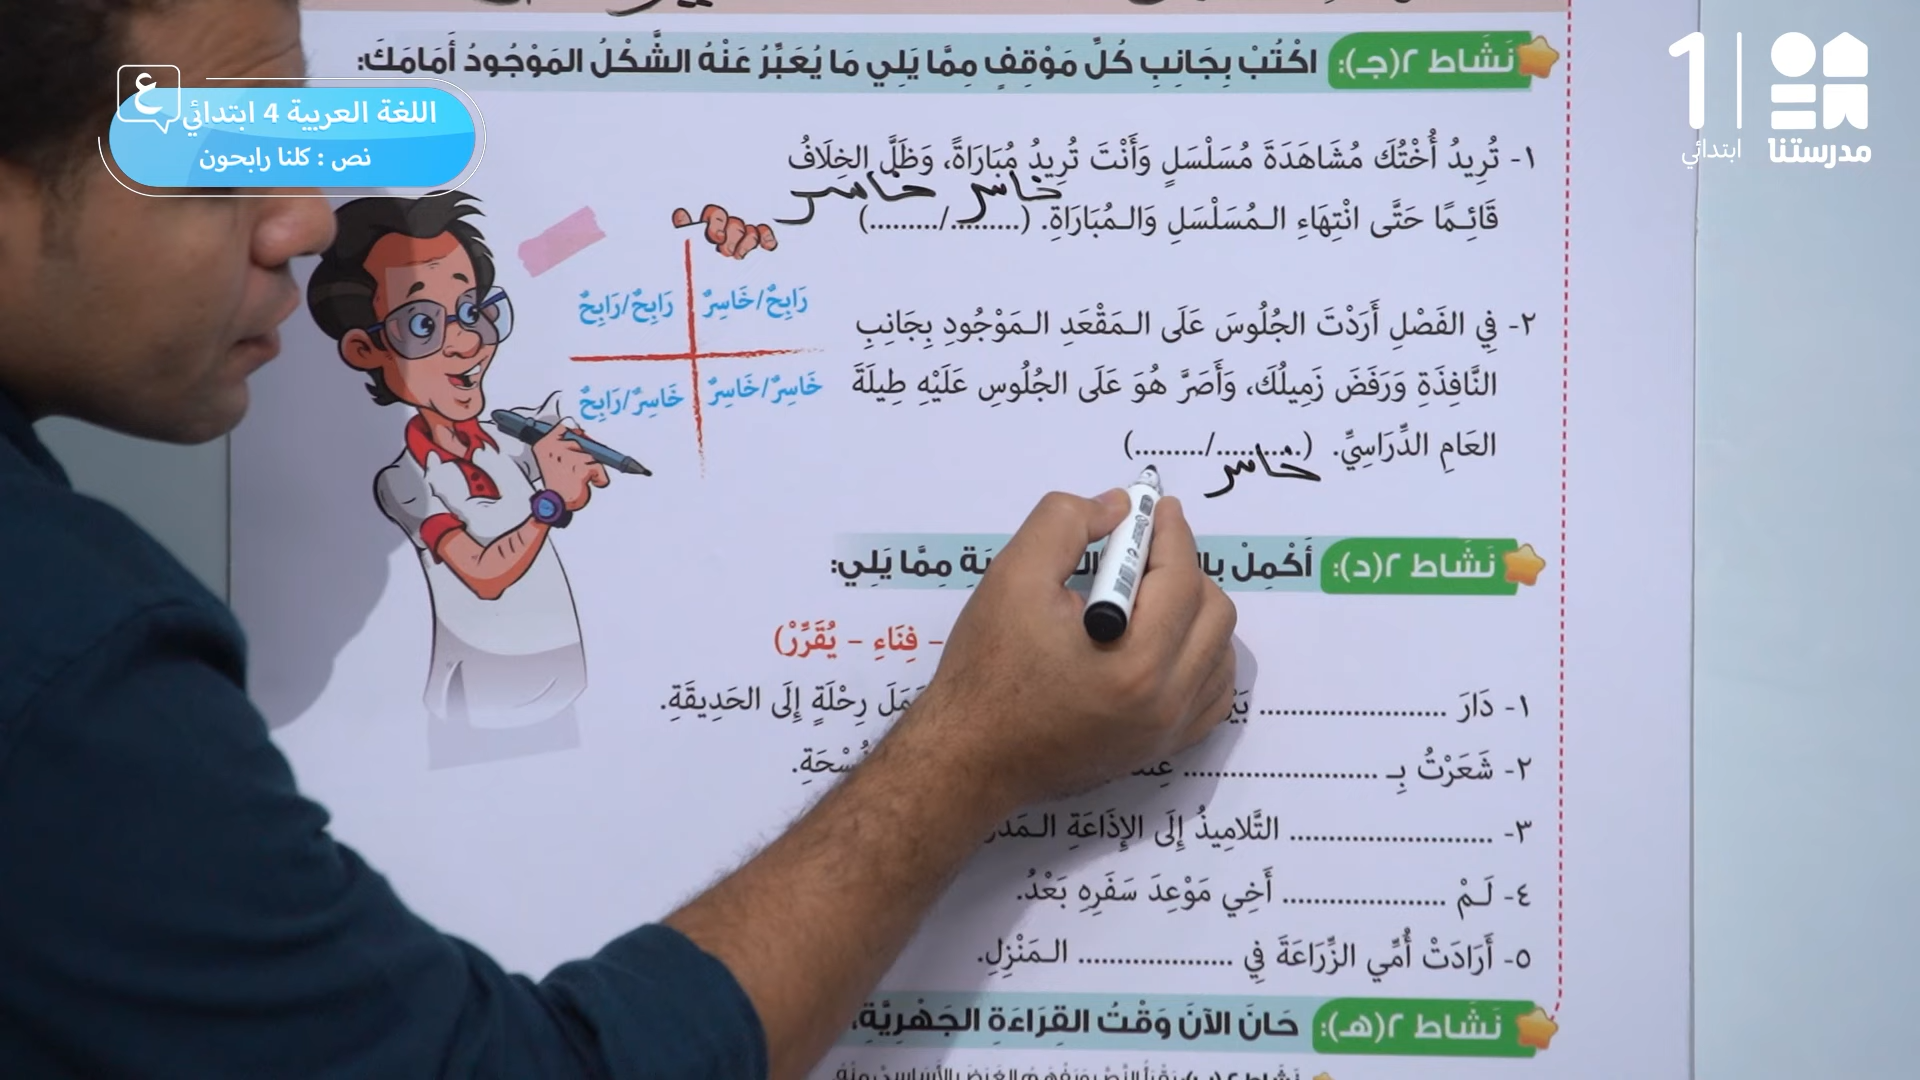 اللغة العربية 4 ابتدائي
نص : كلنا رابحون
ع
1
ابتدائي
مدرستنا
نَشَاط ٢(جـ): اكْتُبْ بِجَانِبِ كُلِّ مَوْقِفٍ مِمَّا يَلِي مَا يُعَبِّرُ عَنْهُ الشَّكْلُ المَوْجُودُ أَمَامَكَ:
١- تُرِيدُ أُخْتُكَ مُشَاهَدَةَ مُسَلْسَلٍ وَأَنْتَ تُرِيدُ مُبَارَاةً، وَظَلَّ الخِلَافُ
خاسر خاسر
قَائِمًا حَتَّى انْتِهَاءِ المُسَلْسَلِ وَالمُبَارَاةِ. (........./.........)
رَابِحٌ/خَاسِرٌ رَابِحٌ/رَابِحٌ
خَاسِرٌ/خَاسِرٌ خَاسِرٌ/رَابِحٌ
٢- فِي الفَصْلِ أَرَدْتَ الجُلُوسَ عَلَى المَقْعَدِ المَوْجُودِ بِجَانِبِ
النَّافِذَةِ وَرَفَضَ زَمِيلُكَ، وَأَصَرَّ هُوَ عَلَى الجُلُوسِ عَلَيْهِ طِيلَةَ
العَامِ الدِّرَاسِيِّ. (........./.........)
خاسر
نَشَاط ٢(د): أَكْمِلْ مِمَّا يَلِي:
- فِنَاءِ - يُقَرِّرْ)
١- دَارَ ........................ رِحْلَةٍ إِلَى الحَدِيقَةِ.
٢- شَعَرْتُ بِـ .........................
٣- .......................... التَّلَامِيذُ إِلَى الإِذَاعَةِ
٤- لَمْ ..................... أَخِي مَوْعِدَ سَفَرِهِ بَعْدُ.
٥- أَرَادَتْ أُمِّي الزِّرَاعَةَ فِي .................... المَنْزِلِ.
نَشَاط ٢(هـ): حَانَ الآنَ وَقْتُ القِرَاءَةِ الجَهْرِيَّةِ،